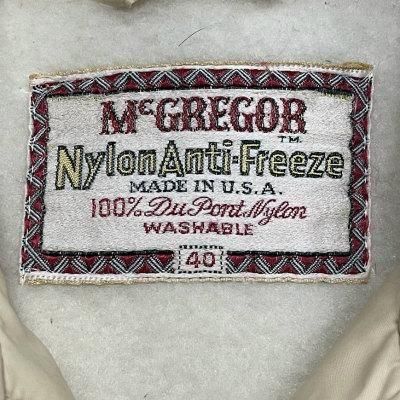 McGREGOR
TM
Nylon Anti-Freeze
MADE IN U.S.A.
100% Du Pont Nylon
WASHABLE
40